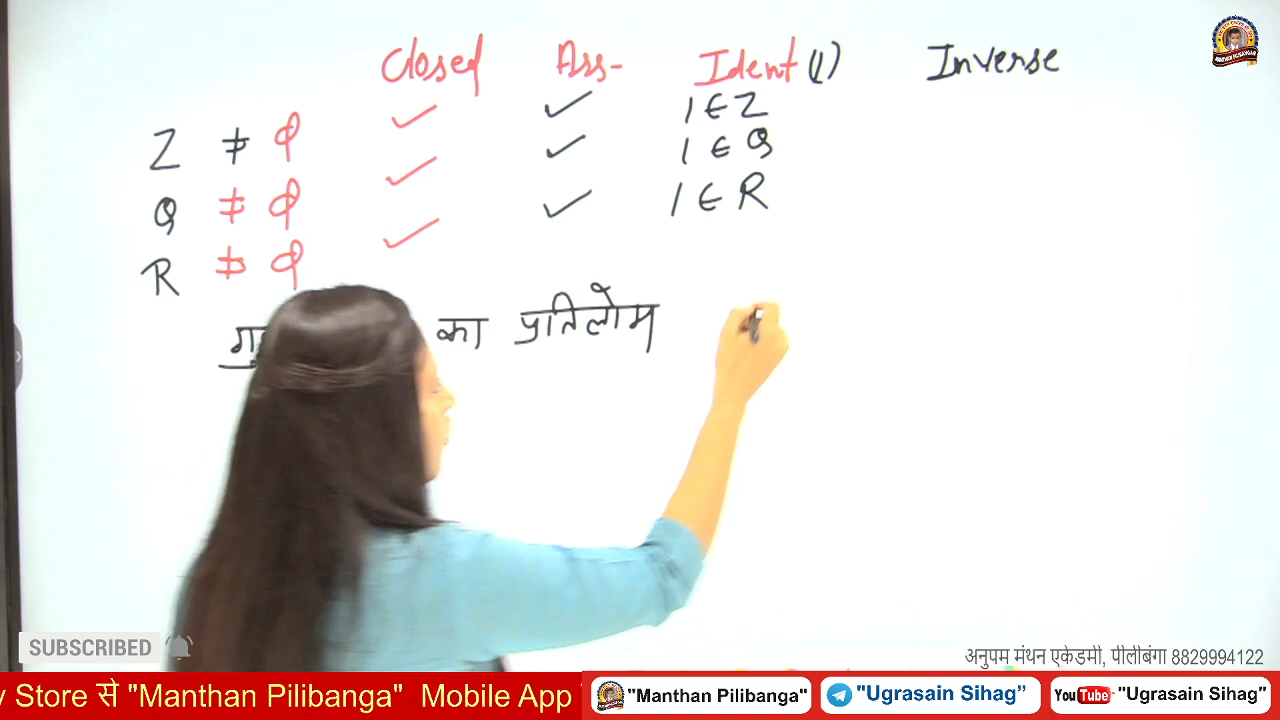 Closed Ass- Ident (1) Inverse
Z ≠ φ ✓ ✓ 1 ∈ Z
Q ≠ φ ✓ ✓ 1 ∈ Q
R ≠ φ ✓ ✓ 1 ∈ R
का प्रतिलोम
SUBSCRIBED
अनुपम मंथन एकेडमी, पीलीबंगा 8829994122
Store से "Manthan Pilibanga" Mobile App "Manthan Pilibanga" "Ugrasain Sihag" YouTube "Ugrasain Sihag"